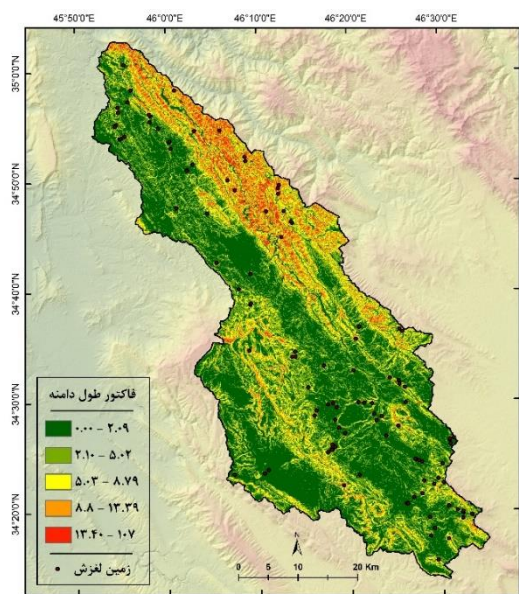 45°50'0"E 46°0'0"E 46°10'0"E 46°20'0"E 46°30'0"E
35°0'0"N
34°50'0"N
34°40'0"N
34°30'0"N
34°20'0"N
فاکتور طول دامنه
۰.۰۰ - ۲.۰۹
۲.۱۰ - ۵.۰۲
۵.۰۳ - ۸.۷۹
۸.۸ - ۱۳.۳۹
۱۳.۴۰ - ۱۰۷
زمین لغزش
N
0 5 10 20 Km